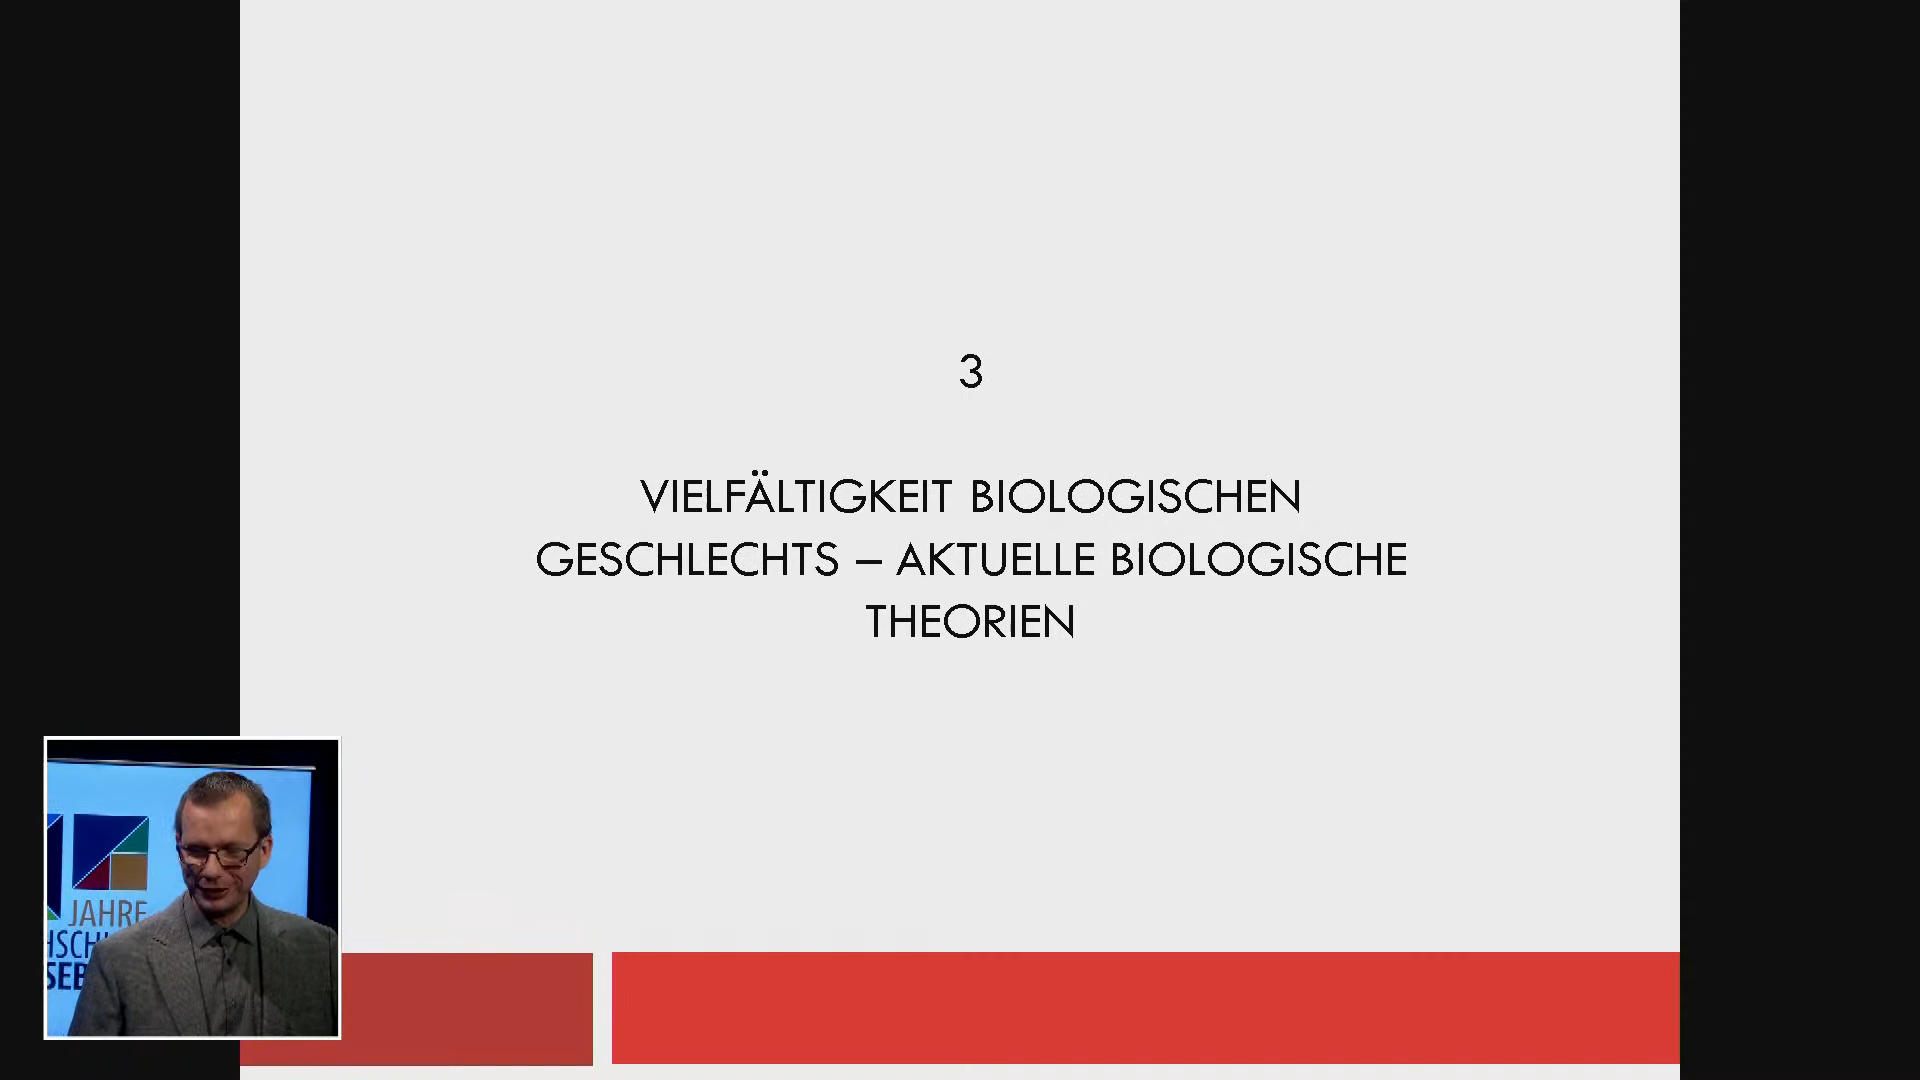 3
VIELFÄLTIGKEIT BIOLOGISCHEN
GESCHLECHTS – AKTUELLE BIOLOGISCHE
THEORIEN
JAHRE